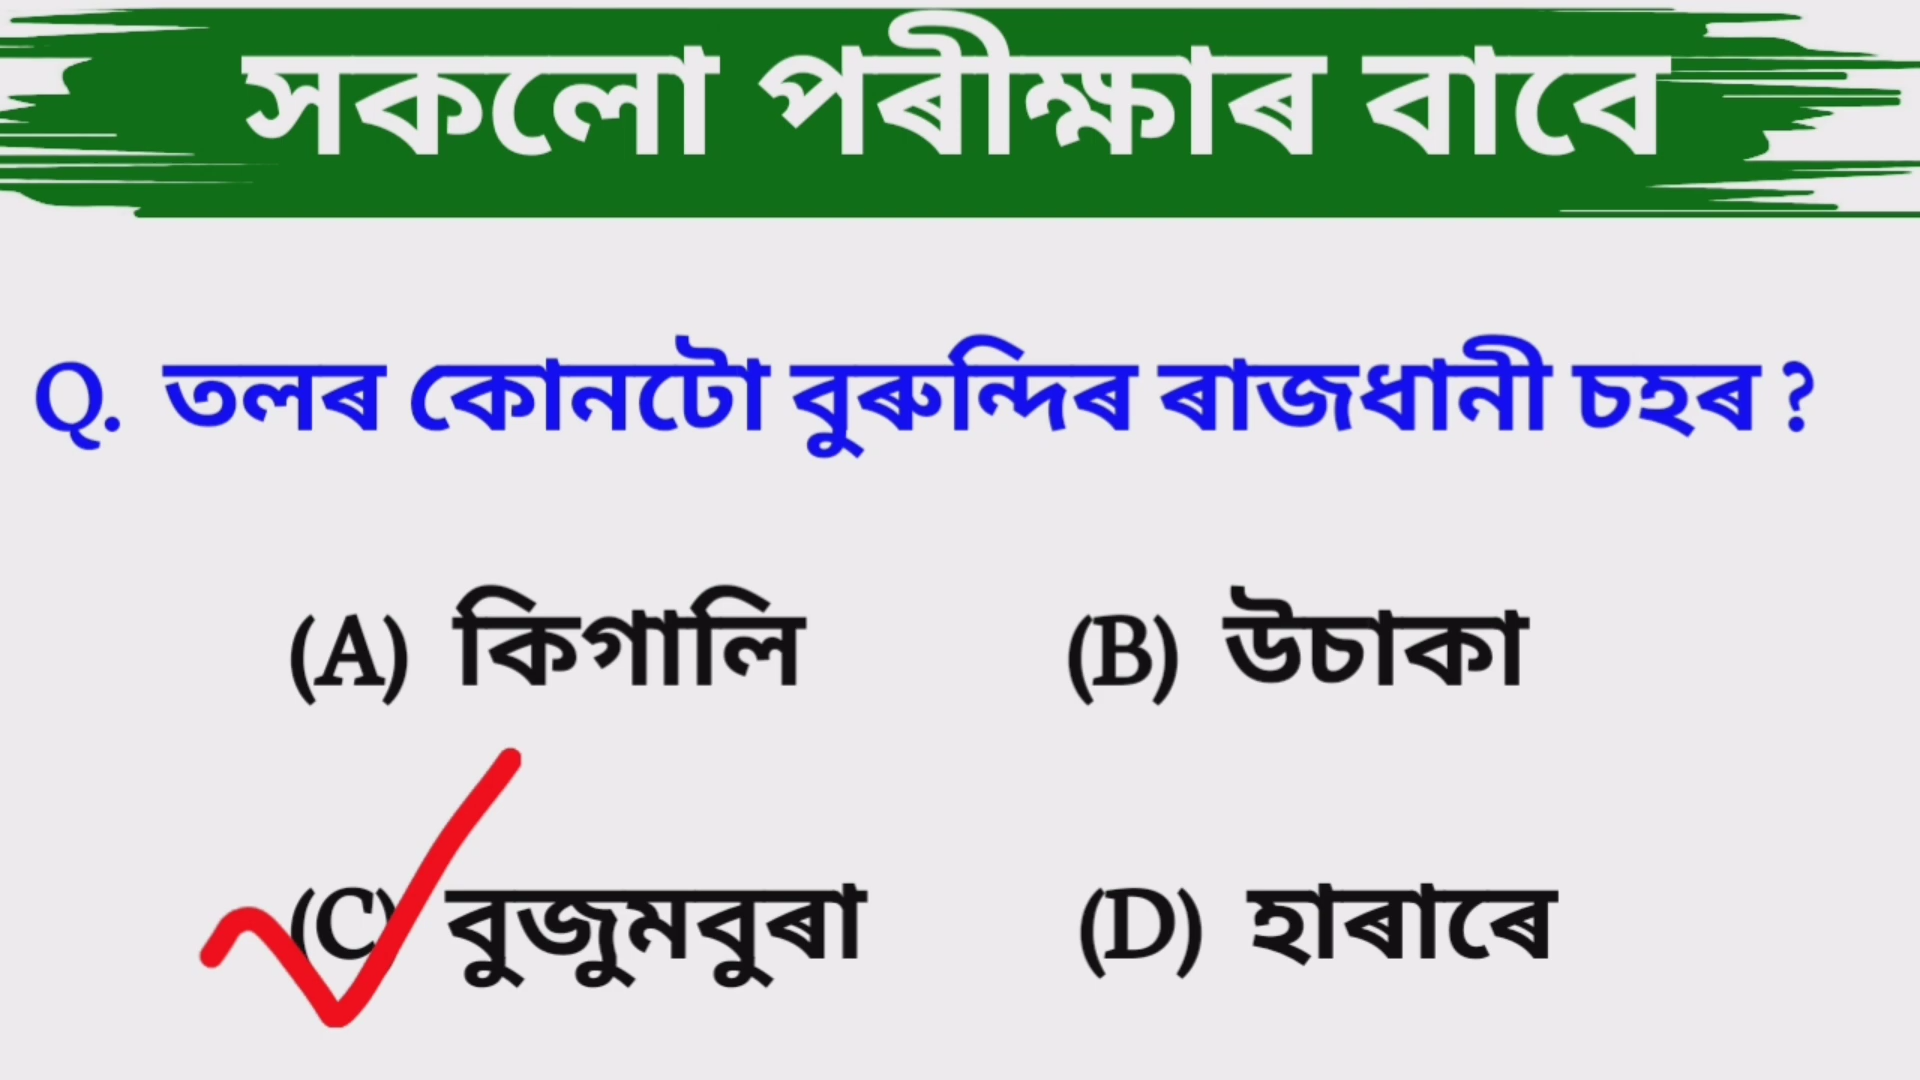 সকলো পৰীক্ষাৰ বাবে
Q. তলৰ কোনটো বুৰুন্দিৰ ৰাজধানী চহৰ ?
(A) কিগালি (B) উচাকা
(C) বুজুমবুৰা (D) হাৰাৰে